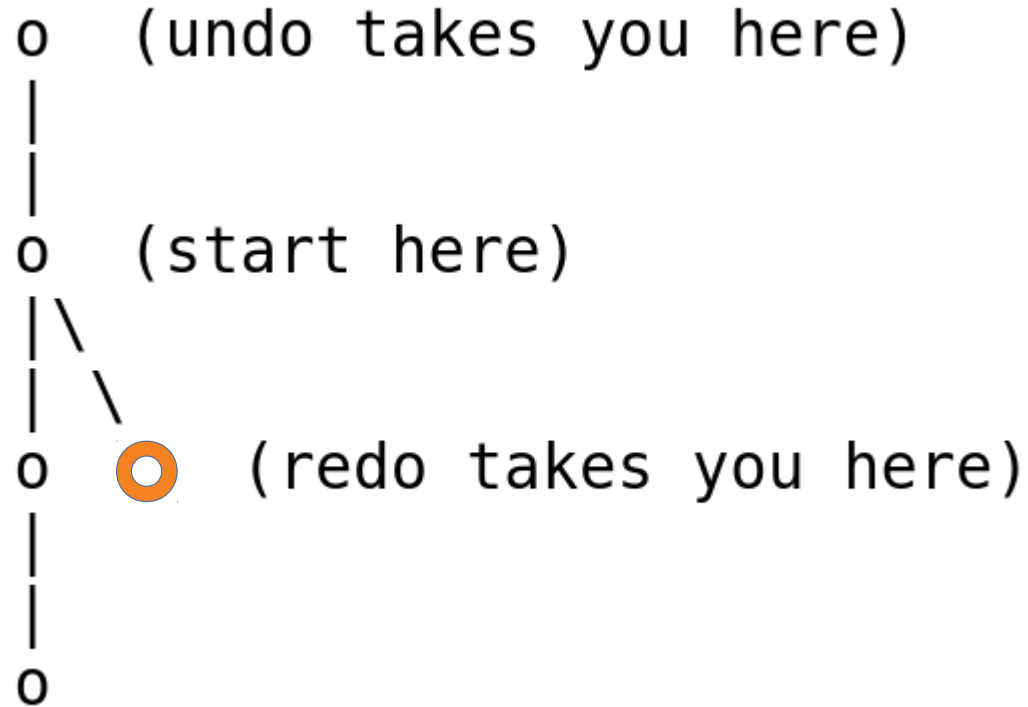 o (undo takes you here)
|
|
o (start here)
|\
| \
o (redo takes you here)
|
|
o